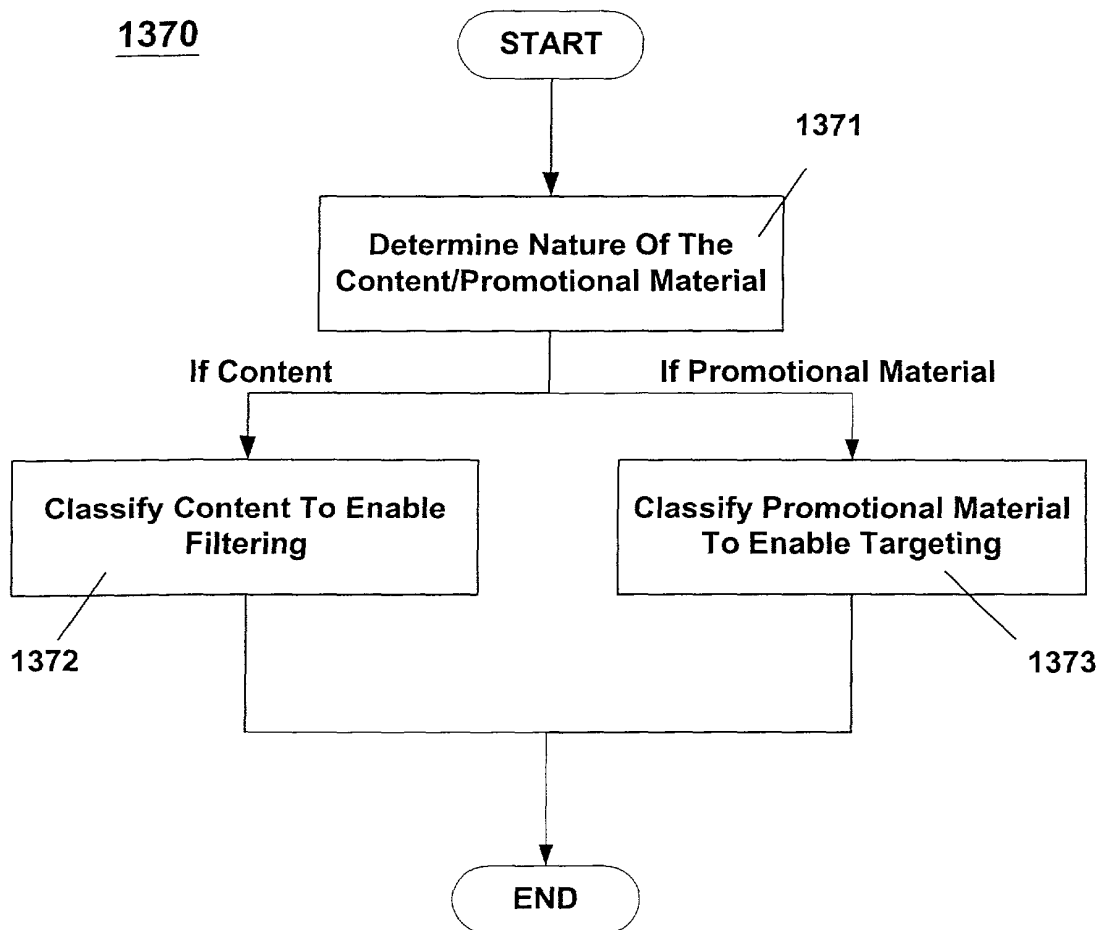 1370
START
1371
Determine Nature Of The
Content/Promotional Material
If Content
If Promotional Material
Classify Content To Enable
Filtering
Classify Promotional Material
To Enable Targeting
1372
1373
END